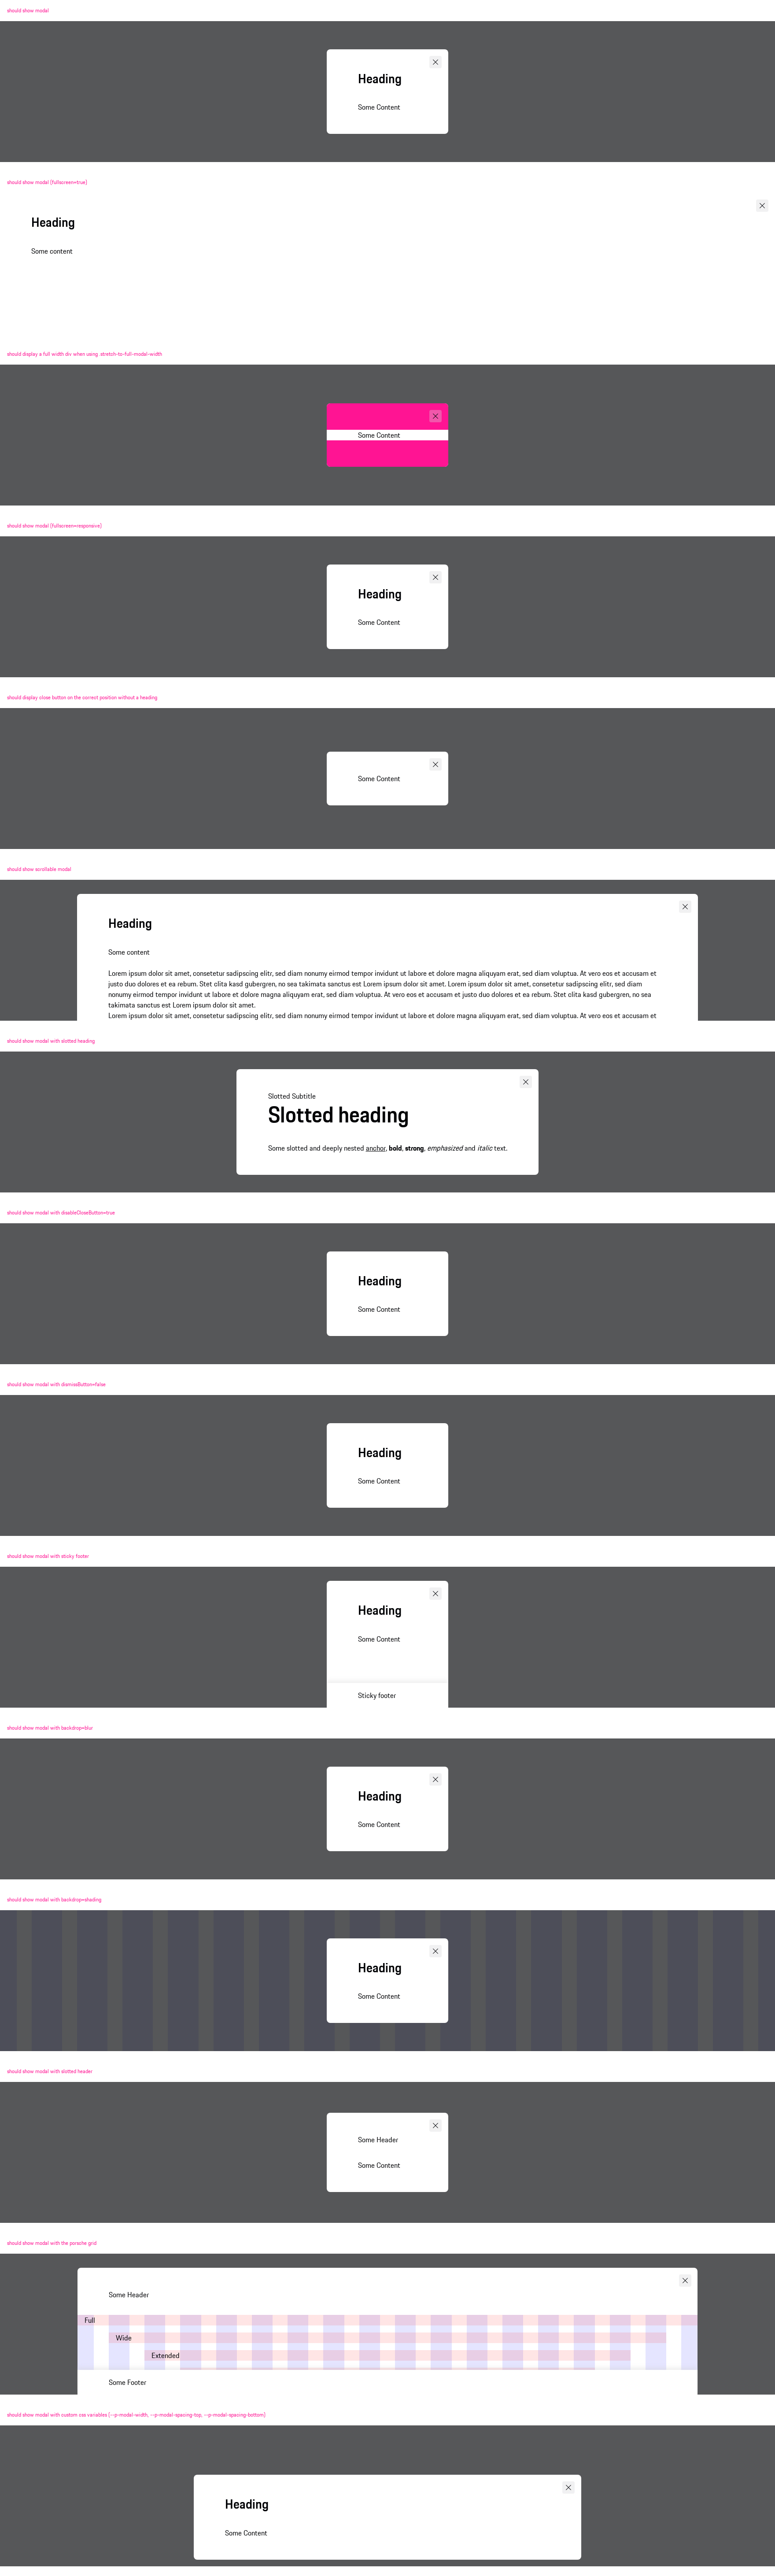 should show modal
Heading
Some Content
should show modal [fullscreen=true]
Heading
Some content
should display a full width div when using .stretch-to-full-modal-width
Some Content
should show modal [fullscreen=responsive]
Heading
Some Content
should display close button on the correct position without a heading.
Some Content
should show scrollable modal
Heading
Some content
Lorem ipsum dolor sit amet, consetetur sadipscing elitr, sed diam nonumy eirmod tempor invidunt ut labore et dolore magna aliquyam erat, sed diam voluptua. At vero eos et accusam et
justo duo dolores et ea rebum. Stet clita kasd gubergren, no sea takimata sanctus est Lorem ipsum dolor sit amet. Lorem ipsum dolor sit amet, consetetur sadipscing elitr, sed diam
nonumy eirmod tempor invidunt ut labore et dolore magna aliquyam erat, sed diam voluptua. At vero eos et accusam et justo duo dolores et ea rebum. Stet clita kasd gubergren, no sea
takimata sanctus est Lorem ipsum dolor sit amet.
Lorem ipsum dolor sit amet, consetetur sadipscing elitr, sed diam nonumy eirmod tempor invidunt ut labore et dolore magna aliquyam erat, sed diam voluptua. At vero eos et accusam et
should show modal with slotted heading
Slotted Subtitle
Slotted heading
Some slotted and deeply nested anchor, bold, strong, emphasized and italic text.
should show modal with disableCloseButton=true
Heading
Some Content
should show modal with dismissButton=false
Heading
Some Content
should show modal with sticky footer
Heading
Some Content
Sticky footer
should show modal with backdrop=blur
Heading
Some Content
should show modal with backdrop=shading
Heading
Some Content
should show modal with slotted header
Some Header
Some Content
should show modal with the porsche grid
Some Header
Full
Wide
Extended
Some Footer
should show modal with custom css variables [--p-modal-width, --p-modal-spacing-top, --p-modal-spacing-bottom]
Heading
Some Content